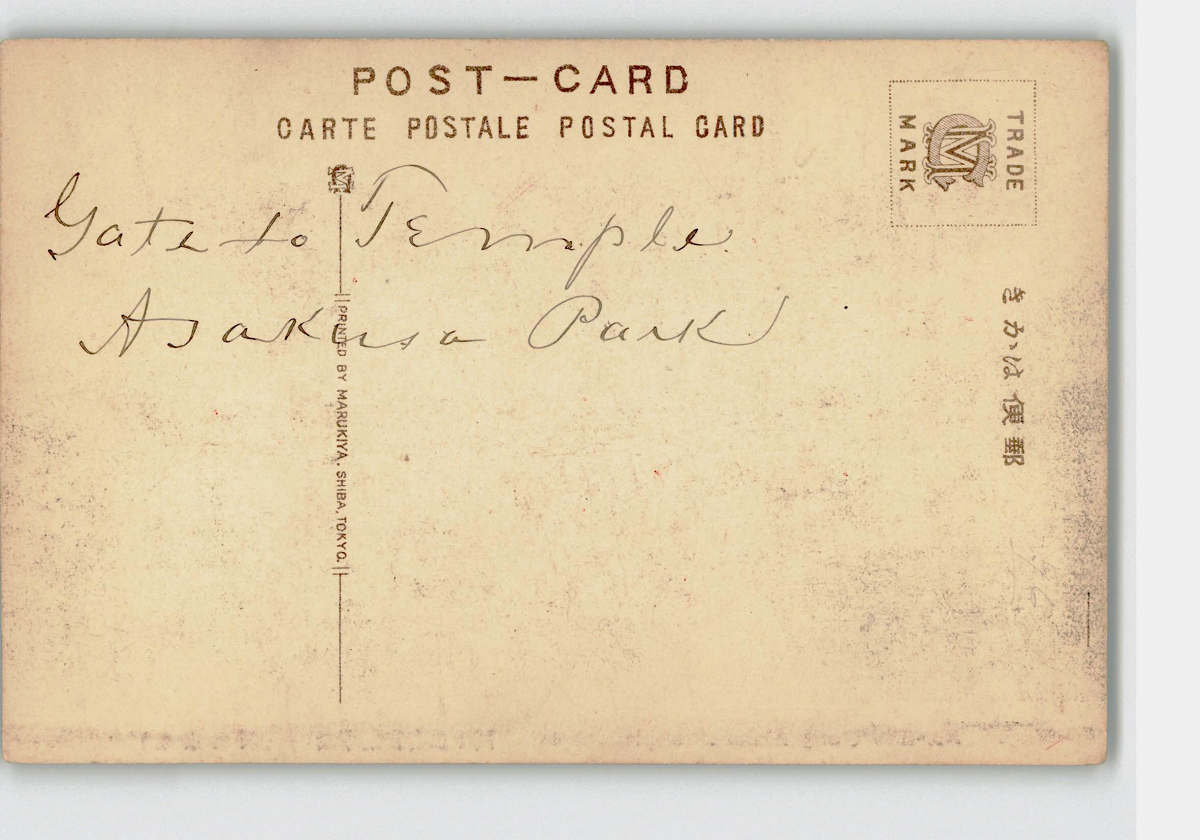 POST-CARD
CARTE POSTALE POSTAL CARD
TRADE
MARK
Gate to Temple
Asakusa Park
PRINTED BY MARUKIYA, SHIBA, TOKYO.
郵便はかき